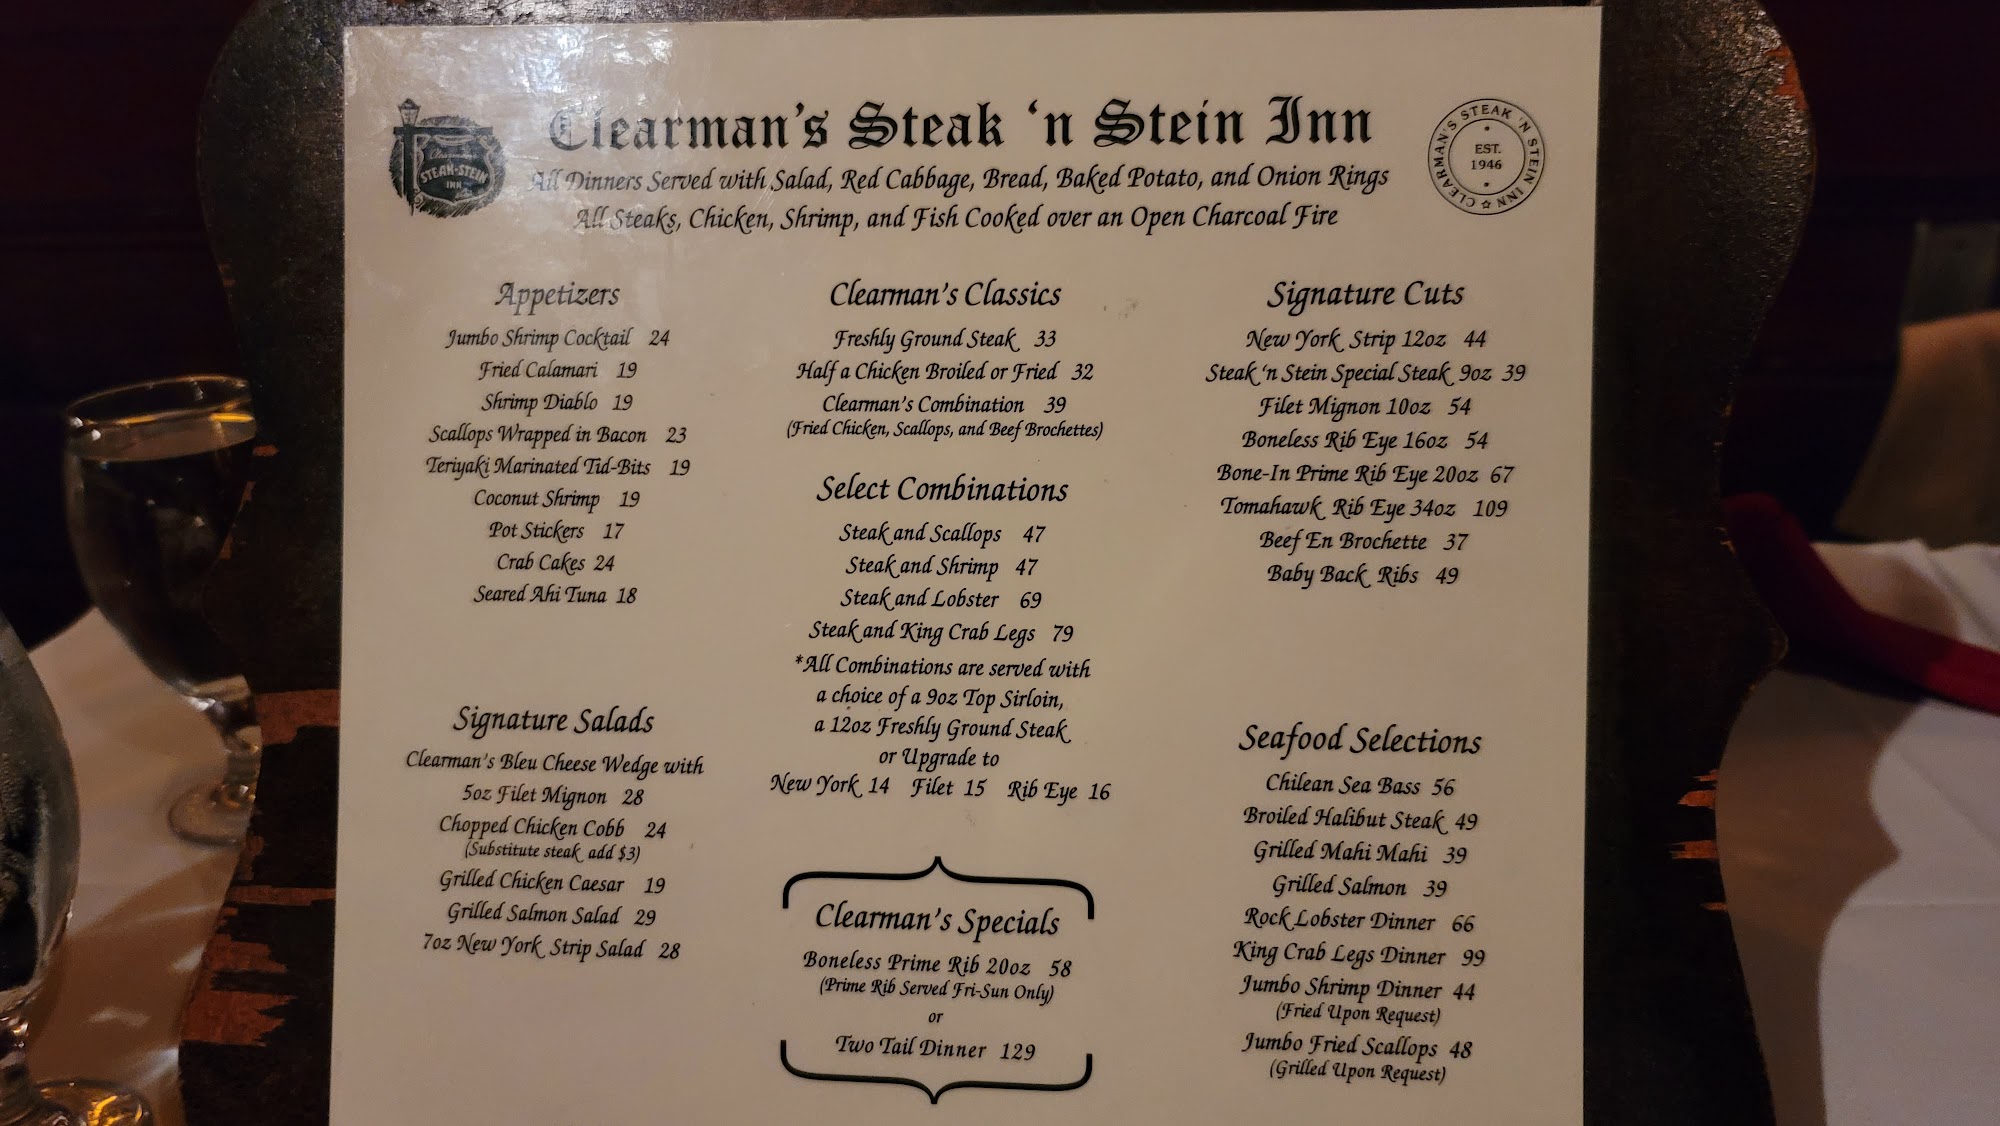 Clearman's Steak 'n Stein Inn
All Dinners Served with Salad, Red Cabbage, Bread, Baked Potato, and Onion Rings
All Steaks, Chicken, Shrimp, and Fish Cooked over an Open Charcoal Fire
Clearman's
STEAK-STEIN
INN
CLEARMAN'S STEAK 'N STEIN INN
EST.
1946
Appetizers
Jumbo Shrimp Cocktail 24
Fried Calamari 19
Shrimp Diablo 19
Scallops Wrapped in Bacon 23
Teriyaki Marinated Tid-Bits 19
Coconut Shrimp 19
Pot Stickers 17
Crab Cakes 24
Seared Ahi Tuna 18
Signature Salads
Clearman's Bleu Cheese Wedge with
5oz Filet Mignon 28
Chopped Chicken Cobb 24
(Substitute steak add $3)
Grilled Chicken Caesar 19
Grilled Salmon Salad 29
7oz New York Strip Salad 28
Clearman's Classics
Freshly Ground Steak 33
Half a Chicken Broiled or Fried 32
Clearman's Combination 39
(Fried Chicken, Scallops, and Beef Brochettes)
Select Combinations
Steak and Scallops 47
Steak and Shrimp 47
Steak and Lobster 69
Steak and King Crab Legs 79
*All Combinations are served with
a choice of a 9oz Top Sirloin,
a 12oz Freshly Ground Steak
or Upgrade to
New York 14 Filet 15 Rib Eye 16
Clearman's Specials
Boneless Prime Rib 20oz 58
(Prime Rib Served Fri-Sun Only)
or
Two Tail Dinner 129
Signature Cuts
New York Strip 12oz 44
Steak 'n Stein Special Steak 9oz 39
Filet Mignon 10oz 54
Boneless Rib Eye 16oz 54
Bone-In Prime Rib Eye 20oz 67
Tomahawk Rib Eye 34oz 109
Beef En Brochette 37
Baby Back Ribs 49
Seafood Selections
Chilean Sea Bass 56
Broiled Halibut Steak 49
Grilled Mahi Mahi 39
Grilled Salmon 39
Rock Lobster Dinner 66
King Crab Legs Dinner 99
Jumbo Shrimp Dinner 44
(Fried Upon Request)
Jumbo Fried Scallops 48
(Grilled Upon Request)